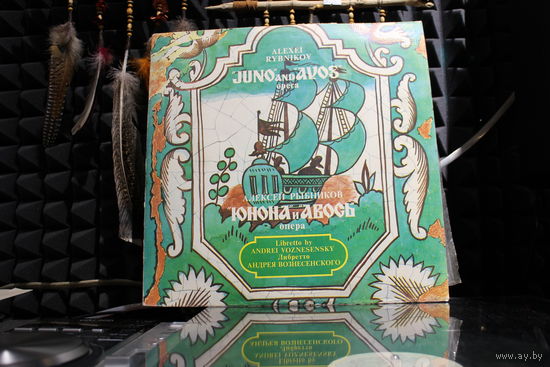 ALEXEI
RYBNIKOV
JUNO AND AVOS
opera
АЛЕКСЕЙ РЫБНИКОВ
ЮНОНА И АВОСЬ
опера
Libretto by
ANDREI VOZNESENSKY
Либретто
АНДРЕЯ ВОЗНЕСЕНСКОГО
www.ay.by